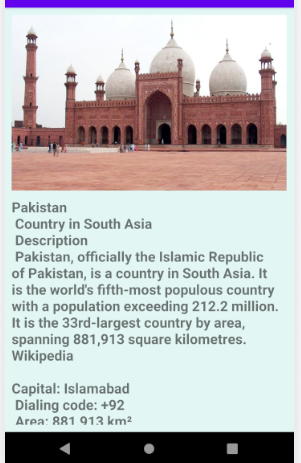 Pakistan
Country in South Asia
Description
Pakistan, officially the Islamic Republic
of Pakistan, is a country in South Asia. It
is the world's fifth-most populous country
with a population exceeding 212.2 million.
It is the 33rd-largest country by area,
spanning 881,913 square kilometres.
Wikipedia
Capital: Islamabad
Dialing code: +92
Area: 881,913 km²